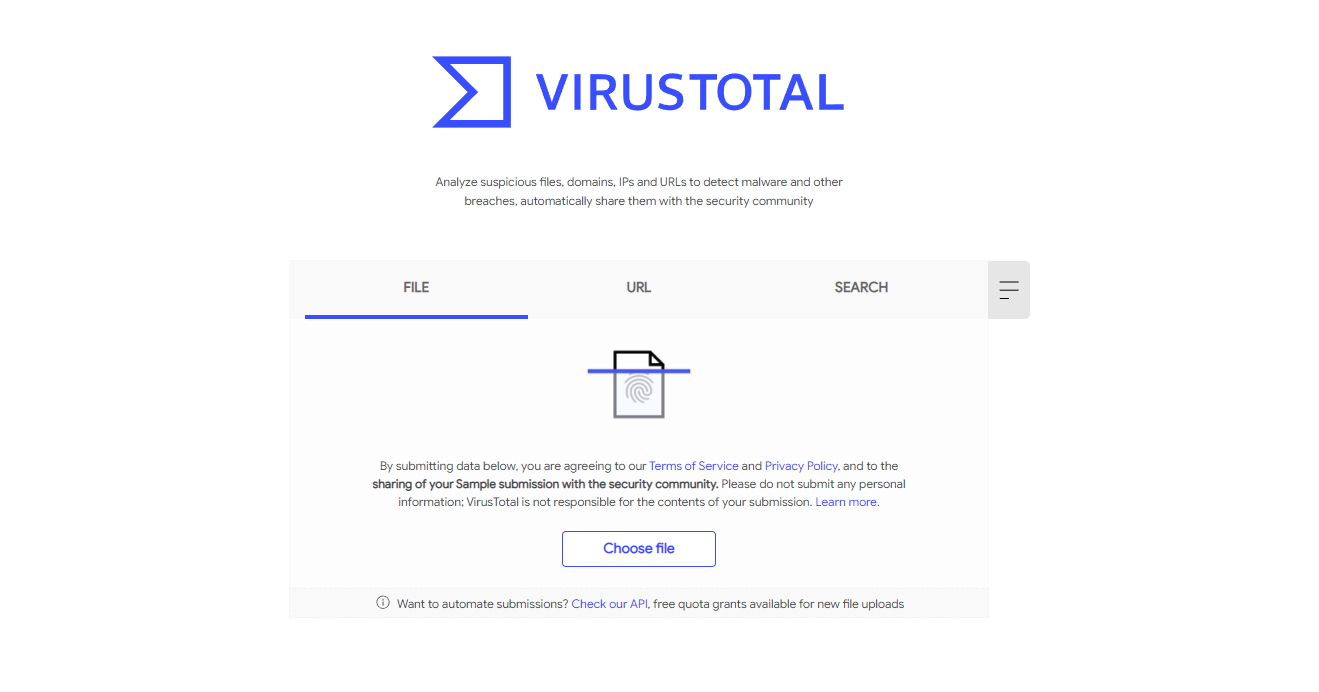 VIRUSTOTAL
Analyze suspicious files, domains, IPs and URLs to detect malware and other
breaches, automatically share them with the security community
FILE
URL
SEARCH
By submitting data below, you are agreeing to our Terms of Service and Privacy Policy, and to the
sharing of your Sample submission with the security community. Please do not submit any personal
information; VirusTotal is not responsible for the contents of your submission. Learn more.
Choose file
Want to automate submissions? Check our API, free quota grants available for new file uploads